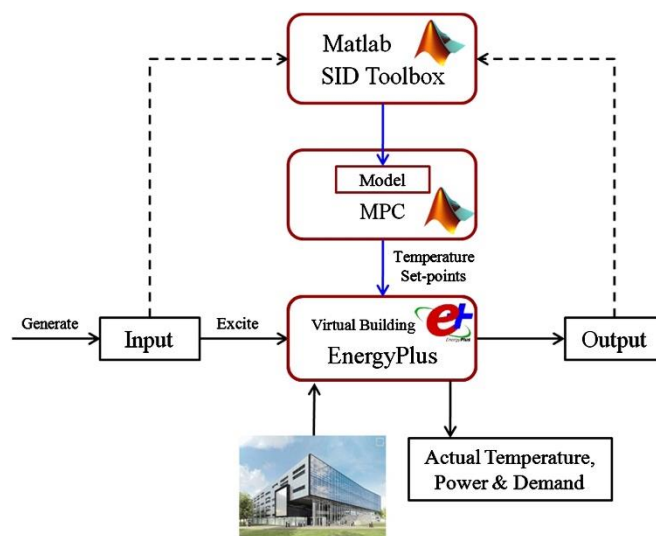 Matlab
SID Toolbox
Model
MPC
Temperature
Set-points
Generate
Input
Excite
Virtual Building
e+
EnergyPlus
EnergyPlus
Output
Actual Temperature,
Power & Demand